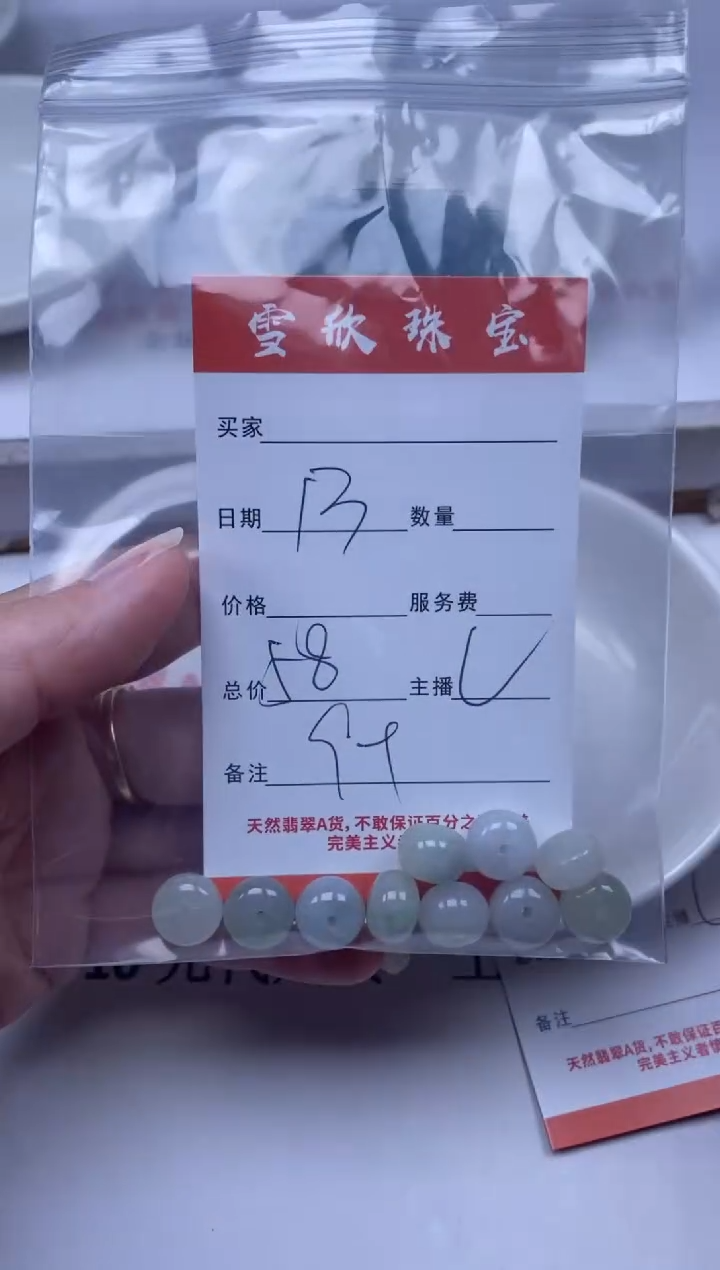 雪欣珠宝
买家
日期 13 数量
价格 服务费
总价 58 主播
备注
天然翡翠A货,不敢保证百分之
完美主义
备注
天然翡翠A货,不敢保证百
完美主义者慎